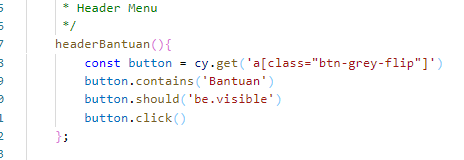 * Header Menu
*/
headerBantuan(){
const button = cy.get('a[class="btn-grey-flip"]')
button.contains('Bantuan')
button.should('be.visible')
button.click()
};